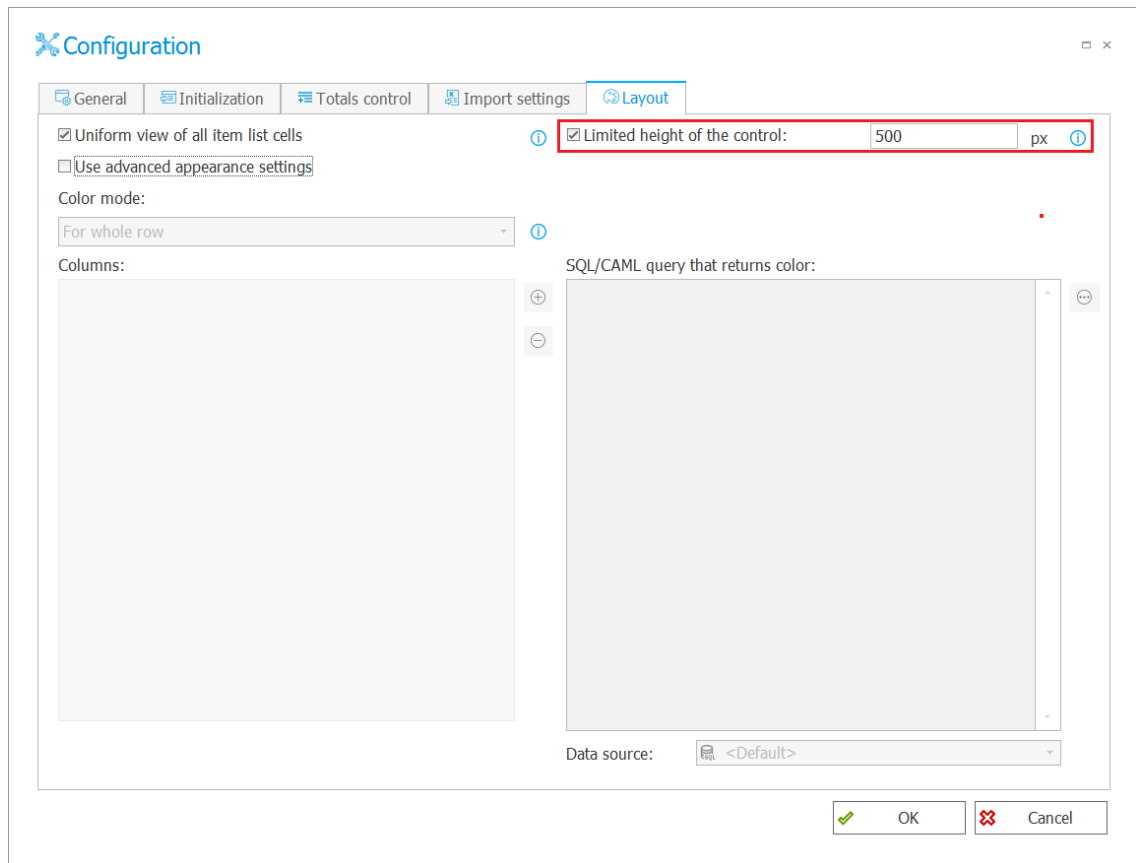 Configuration
General
Initialization
Totals control
Import settings
Layout
Uniform view of all item list cells
Limited height of the control: 500 px
Use advanced appearance settings
Color mode:
For whole row
Columns:
SQL/CAML query that returns color:
Data source: <Default>
OK
Cancel